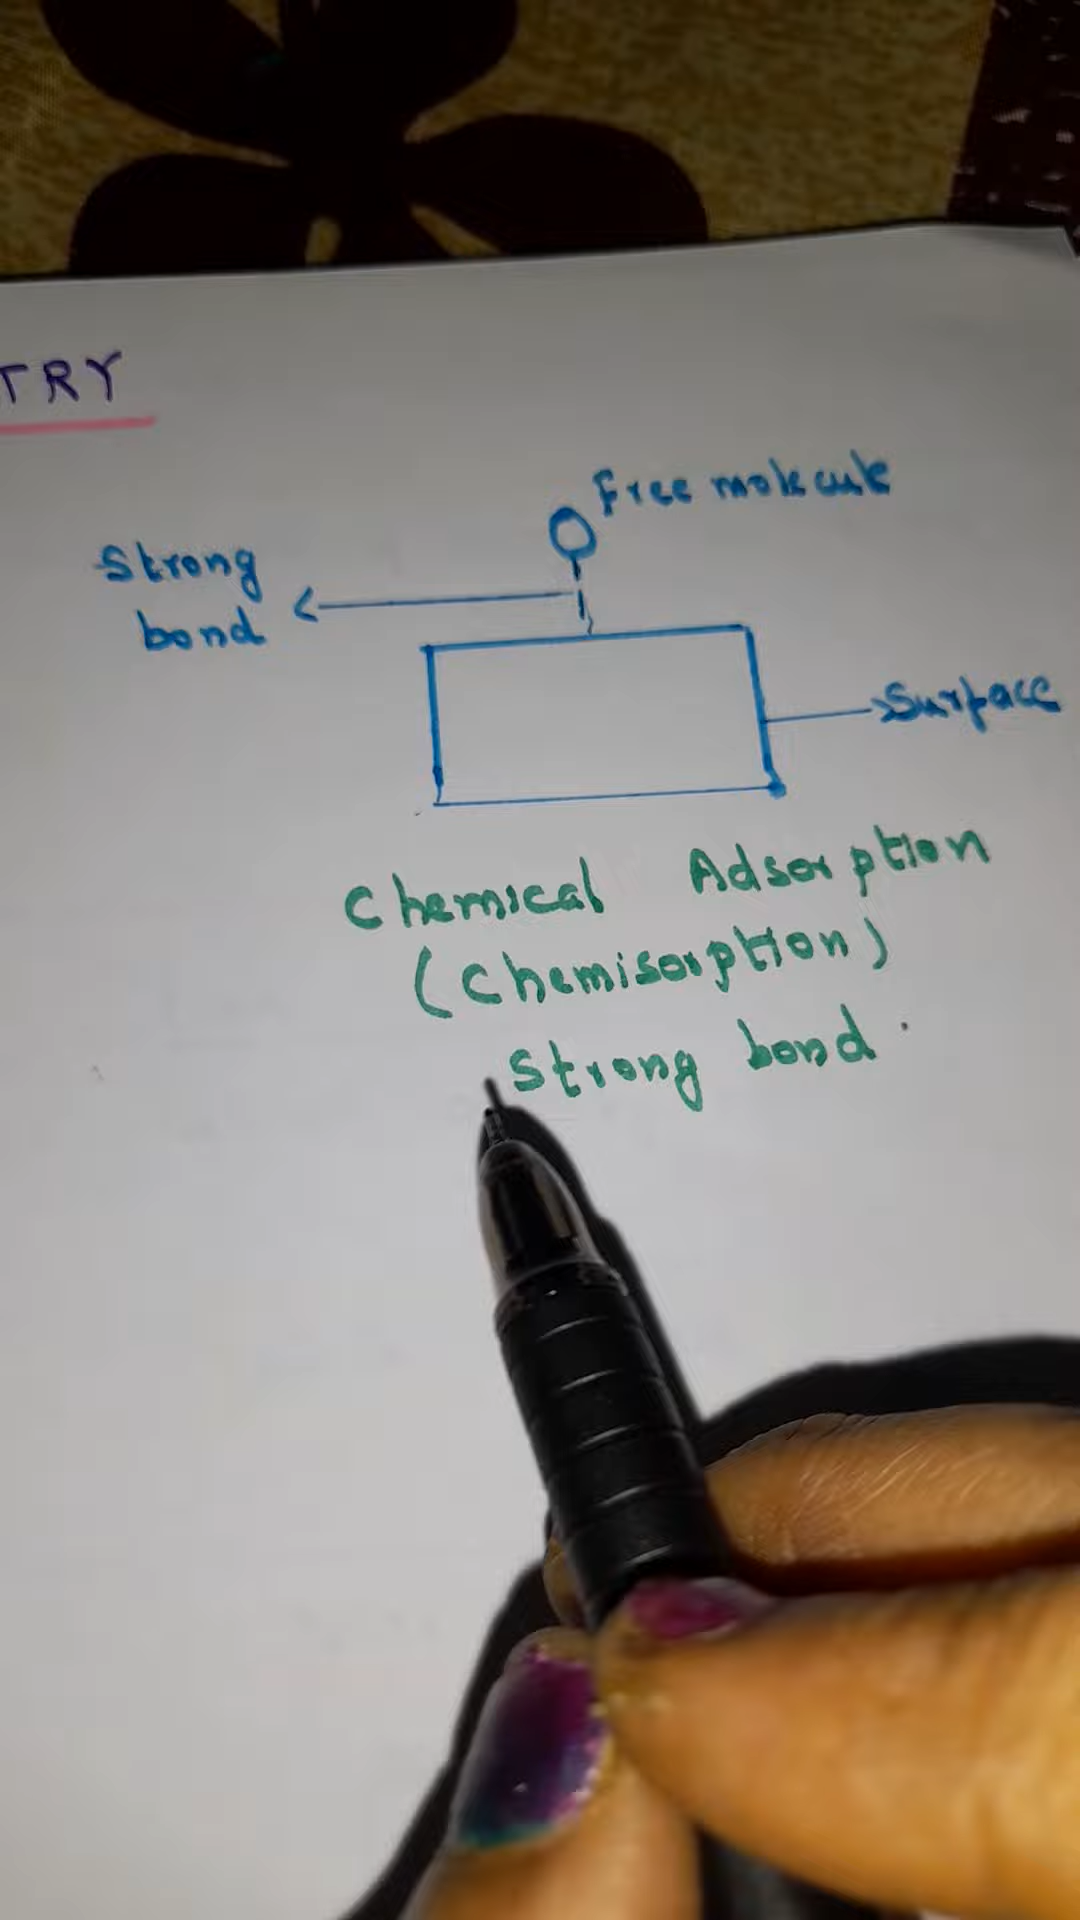 TRY
Free molecule
Strong
bond
Surface
Chemical Adsorption
(Chemisorption)
Strong bond